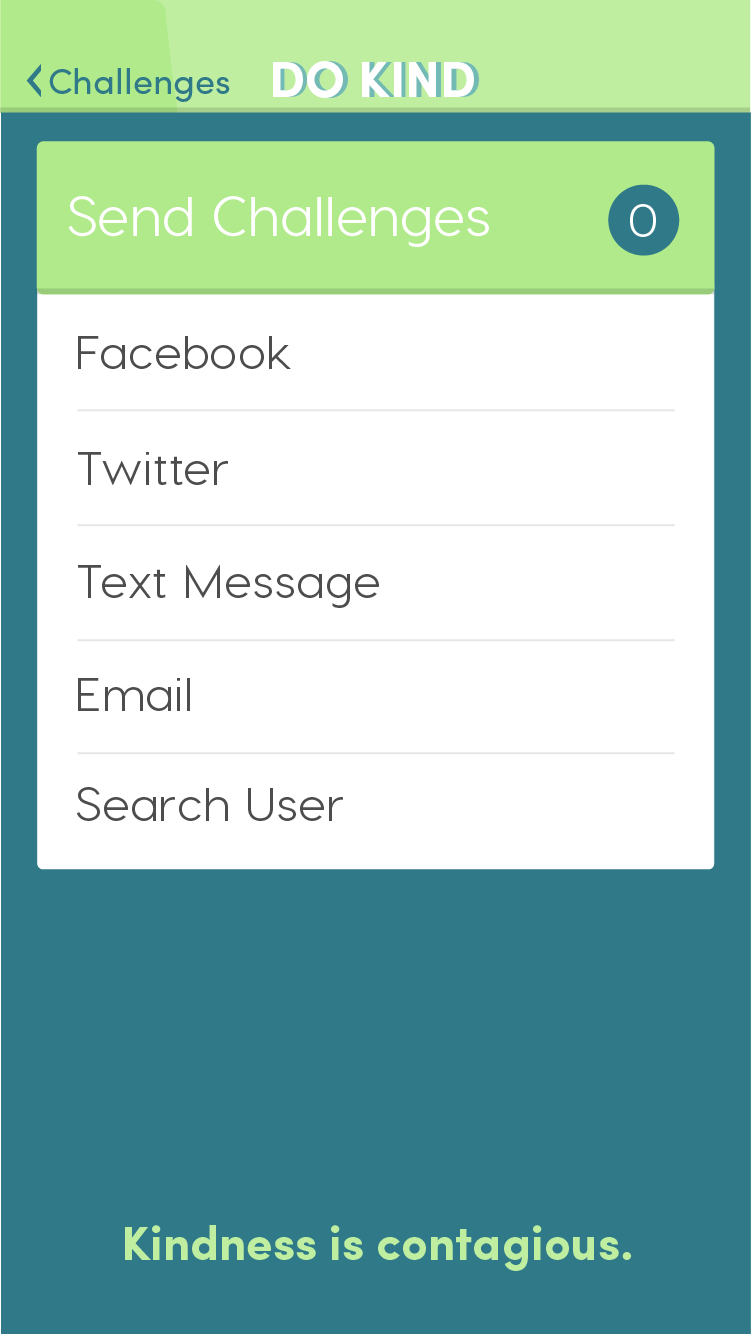 Challenges DO KIND
Send Challenges 0
Facebook
Twitter
Text Message
Email
Search User
Kindness is contagious.